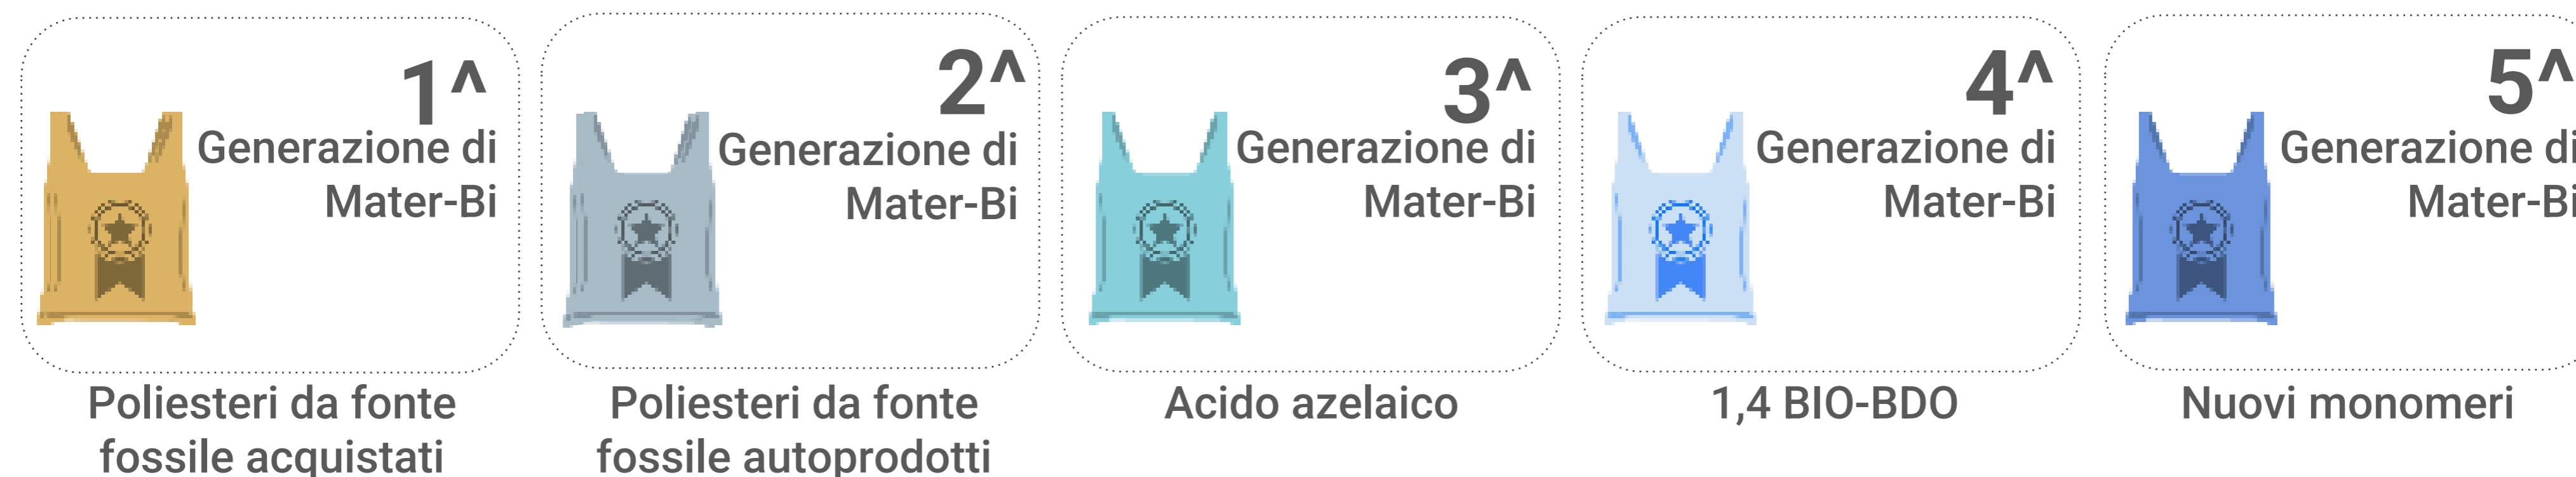 1^
Generazione di
Mater-Bi
Poliesteri da fonte
fossile acquistati
2^
Generazione di
Mater-Bi
Poliesteri da fonte
fossile autoprodotti
3^
Generazione di
Mater-Bi
Acido azelaico
4^
Generazione di
Mater-Bi
1,4 BIO-BDO
5^
Generazione di
Mater-Bi
Nuovi monomeri